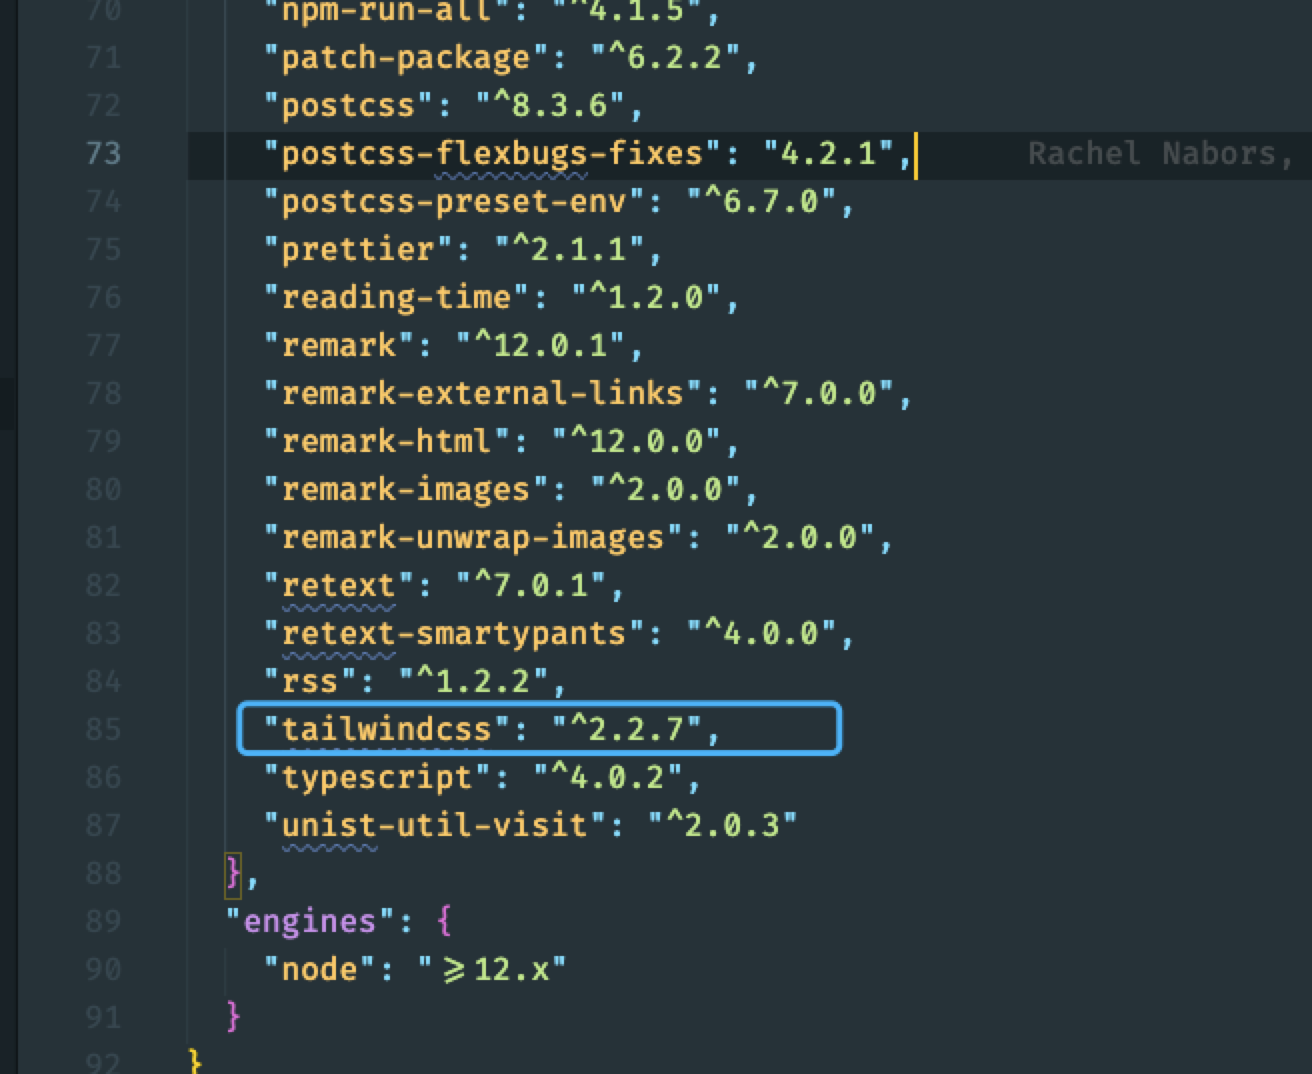 70 "npm-run-all": "^4.1.5",
71 "patch-package": "^6.2.2",
72 "postcss": "^8.3.6",
73 "postcss-flexbugs-fixes": "4.2.1", Rachel Nabors,
74 "postcss-preset-env": "^6.7.0",
75 "prettier": "^2.1.1",
76 "reading-time": "^1.2.0",
77 "remark": "^12.0.1",
78 "remark-external-links": "^7.0.0",
79 "remark-html": "^12.0.0",
80 "remark-images": "^2.0.0",
81 "remark-unwrap-images": "^2.0.0",
82 "retext": "^7.0.1",
83 "retext-smartypants": "^4.0.0",
84 "rss": "^1.2.2",
85 "tailwindcss": "^2.2.7",
86 "typescript": "^4.0.2",
87 "unist-util-visit": "^2.0.3"
88 },
89 "engines": {
90 "node": "≥12.x"
91 }
92 }